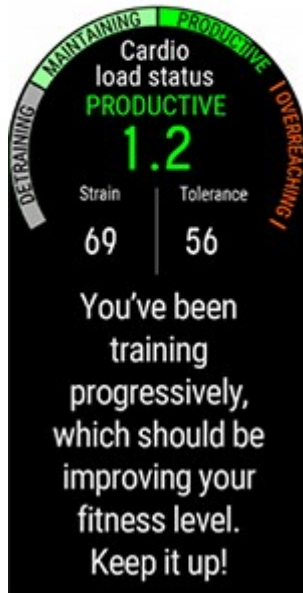 DETRAINING
MAINTAINING
PRODUCTIVE
OVERREACHING
Cardio
load status
PRODUCTIVE
1.2
Strain
Tolerance
69
56
You've been
training
progressively,
which should be
improving your
fitness level.
Keep it up!